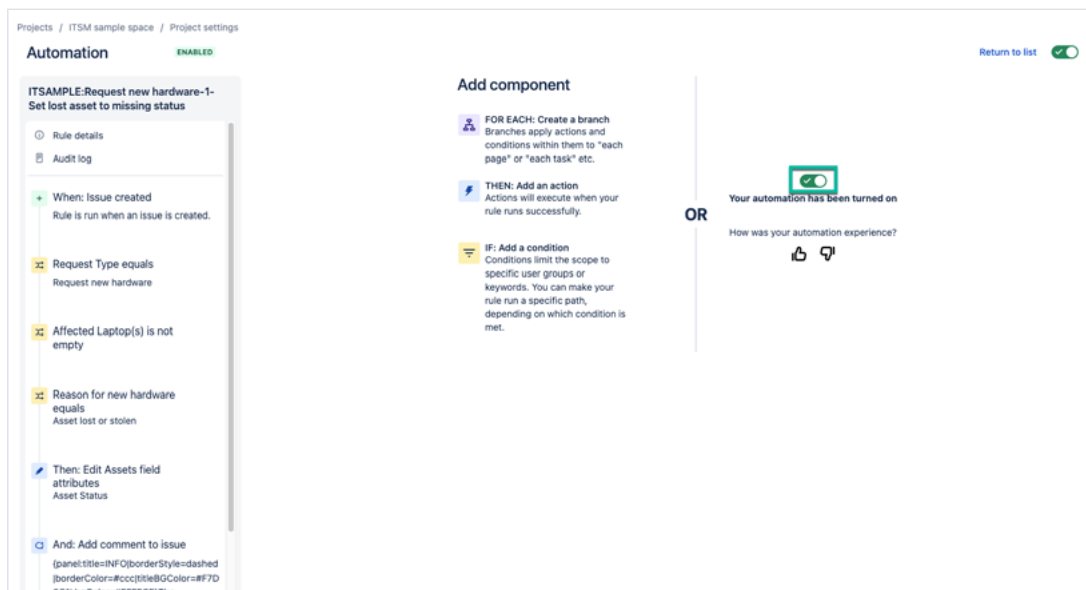 Projects / ITSM sample space / Project settings
Automation ENABLED
Return to list
ITSAMPLE:Request new hardware-1-
Set lost asset to missing status
Rule details
Audit log
When: Issue created
Rule is run when an issue is created.
Request Type equals
Request new hardware
Affected Laptop(s) is not
empty
Reason for new hardware
equals
Asset lost or stolen
Then: Edit Assets field
attributes
Asset Status
And: Add comment to issue
{panel:title=INFO|borderStyle=dashed
|borderColor=#ccc|titleBGColor=#F7D
Add component
FOR EACH: Create a branch
Branches apply actions and
conditions within them to "each
page" or "each task" etc.
THEN: Add an action
Actions will execute when your
rule runs successfully.
IF: Add a condition
Conditions limit the scope to
specific user groups or
keywords. You can make your
rule run a specific path,
depending on which condition is
met.
OR
Your automation has been turned on
How was your automation experience?